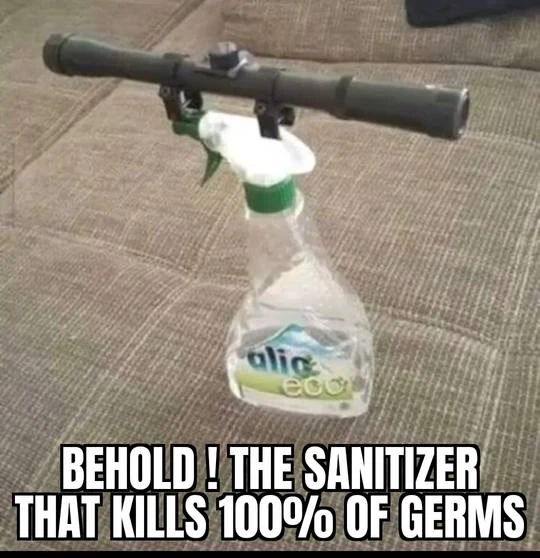 alio
eco
BEHOLD ! THE SANITIZER
THAT KILLS 100% OF GERMS